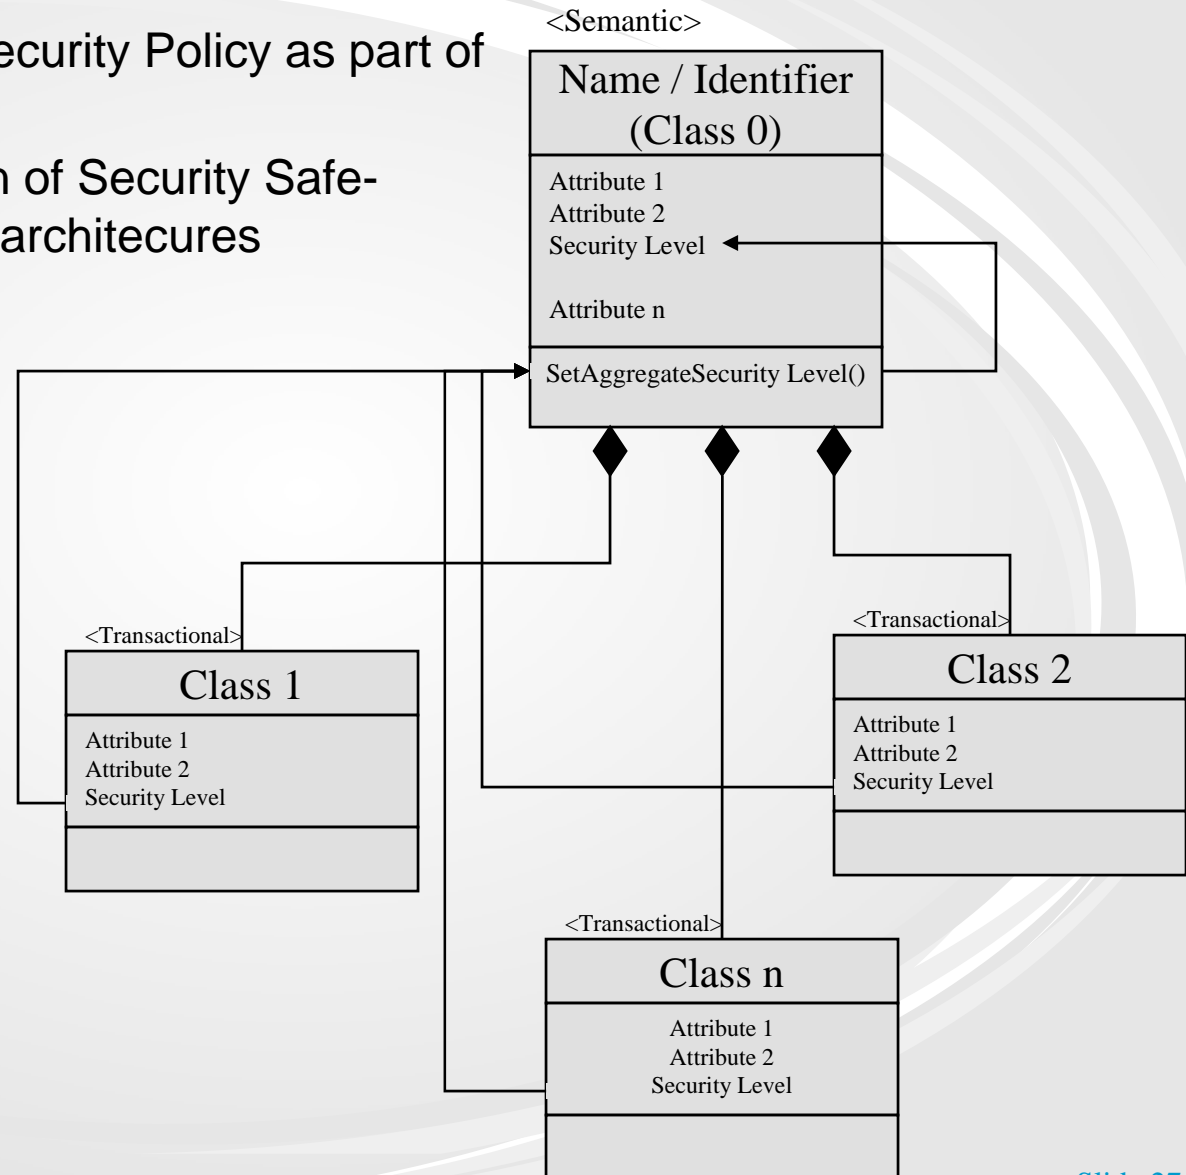 ecurity Policy as part of
n of Security Safe-
architecures
<Semantic>
Name / Identifier
(Class 0)
Attribute 1
Attribute 2
Security Level
Attribute n
SetAggregateSecurity Level()
<Transactional>
Class 1
Attribute 1
Attribute 2
Security Level
<Transactional>
Class 2
Attribute 1
Attribute 2
Security Level
<Transactional>
Class n
Attribute 1
Attribute 2
Security Level
Slide 27